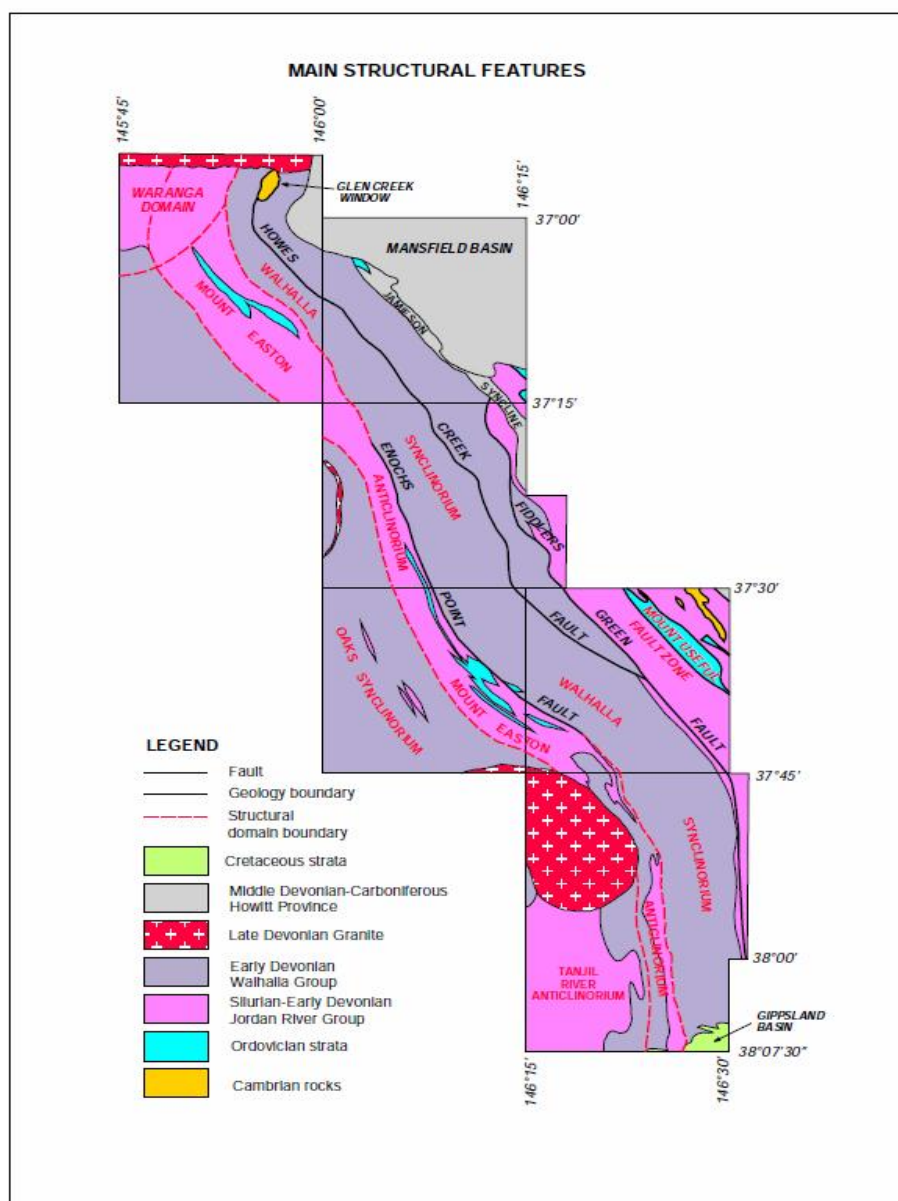 MAIN STRUCTURAL FEATURES
145°45'
146°00'
146°15'
WARANGA
DOMAIN
GLEN CREEK
WINDOW
37°00'
MANSFIELD BASIN
HOWES
WALHALLA
JAMIESON
MOUNT
EASTON
SYNCLINE
37°15'
CREEK
SYNCLINORIUM
ENOCHS
ANTICLINORIUM
FIDDLERS
37°30'
POINT
FAULT
GREEN
MOUNT USEFUL
FAULT ZONE
OAKS
SYNCLINORIUM
WALHALLA
MOUNT
EASTON
FAULT
FAULT
37°45'
LEGEND
Fault
Geology boundary
Structural
domain boundary
Cretaceous strata
Middle Devonian-Carboniferous
Howitt Province
Late Devonian Granite
Early Devonian
Walhalla Group
Silurian-Early Devonian
Jordan River Group
Ordovician strata
Cambrian rocks
SYNCLINORIUM
ANTICLINORIUM
TANJIL
RIVER
ANTICLINORIUM
38°00'
GIPPSLAND
BASIN
38°07'30"
146°15'
146°30'